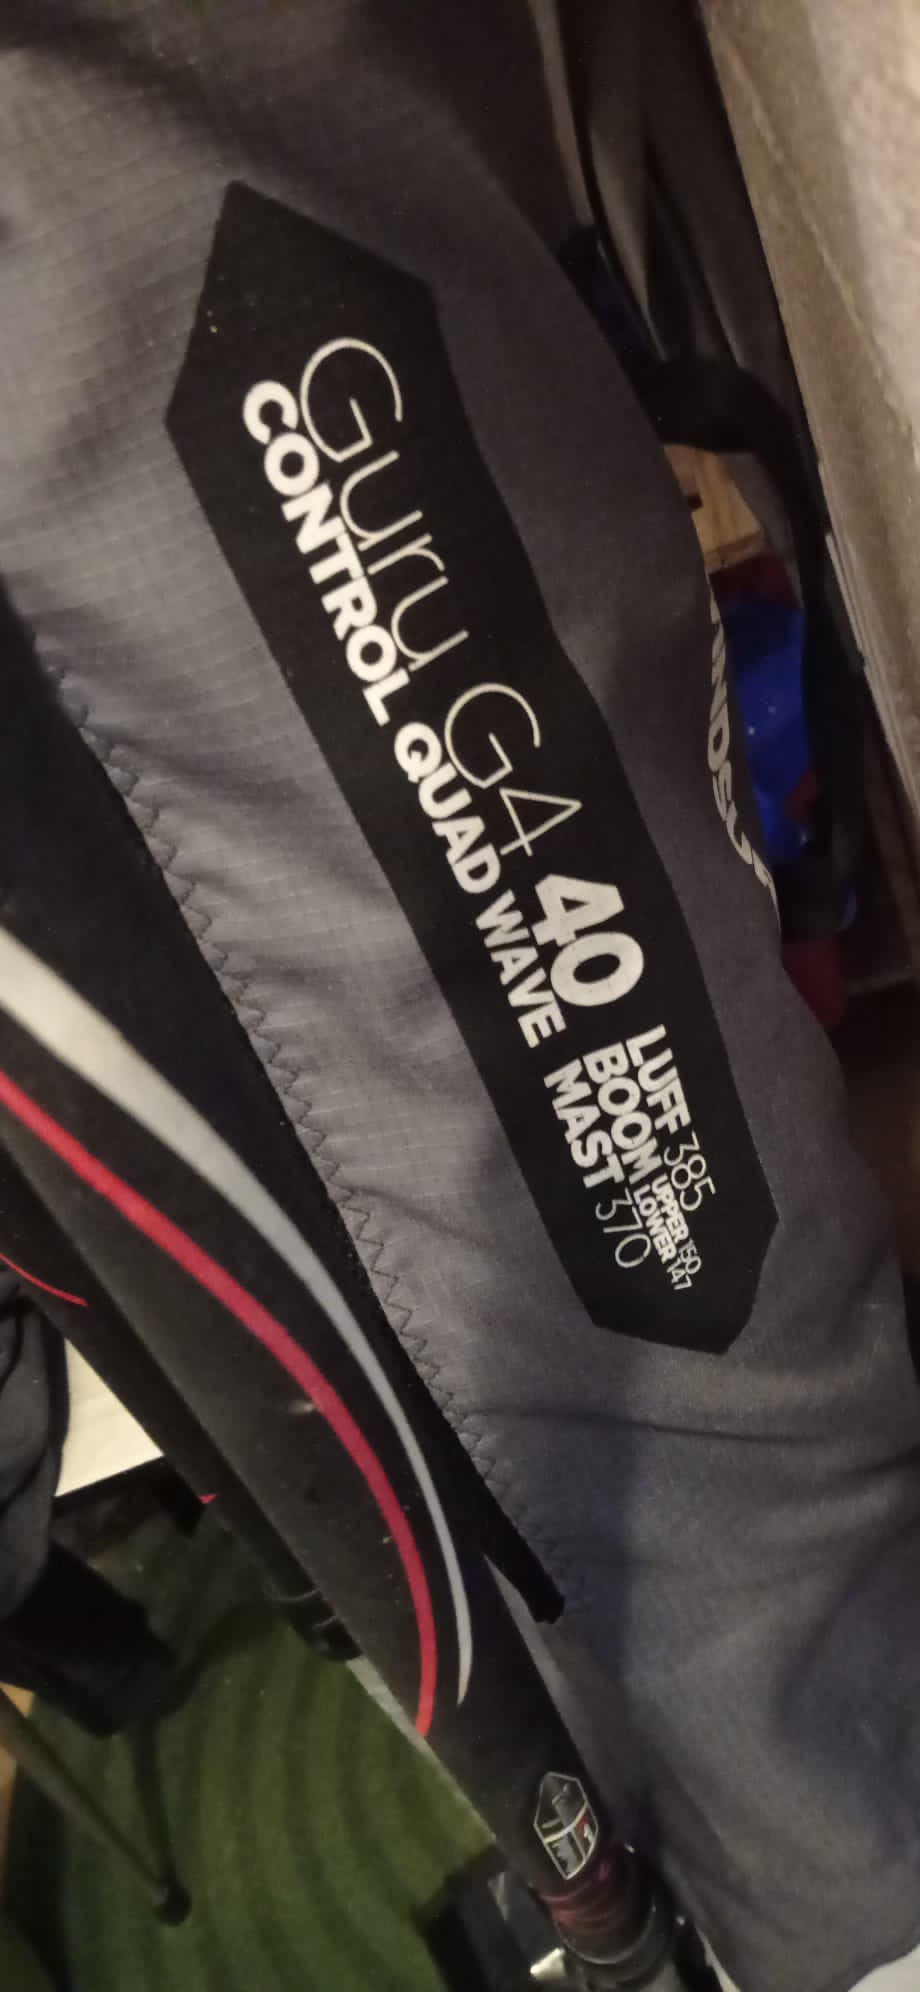 Guru G4 40
CONTROL QUAD WAVE
LUFF 385
BOOM UPPER 150
LOWER 147
MAST 370